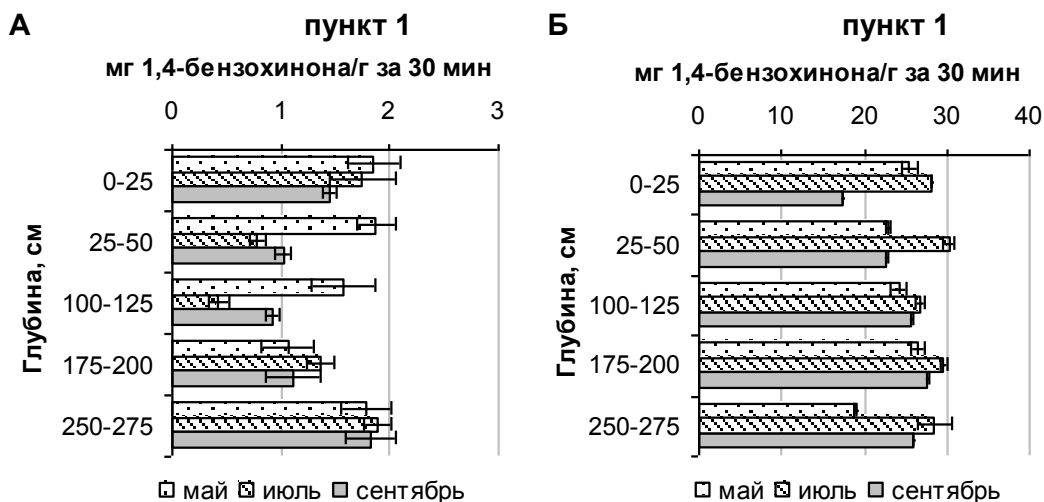 А пункт 1
мг 1,4-бензохинона/г за 30 мин
0 1 2 3
Глубина, см
0-25
25-50
100-125
175-200
250-275
май июль сентябрь
Б пункт 1
мг 1,4-бензохинона/г за 30 мин
0 10 20 30 40
Глубина, см
0-25
25-50
100-125
175-200
250-275
май июль сентябрь